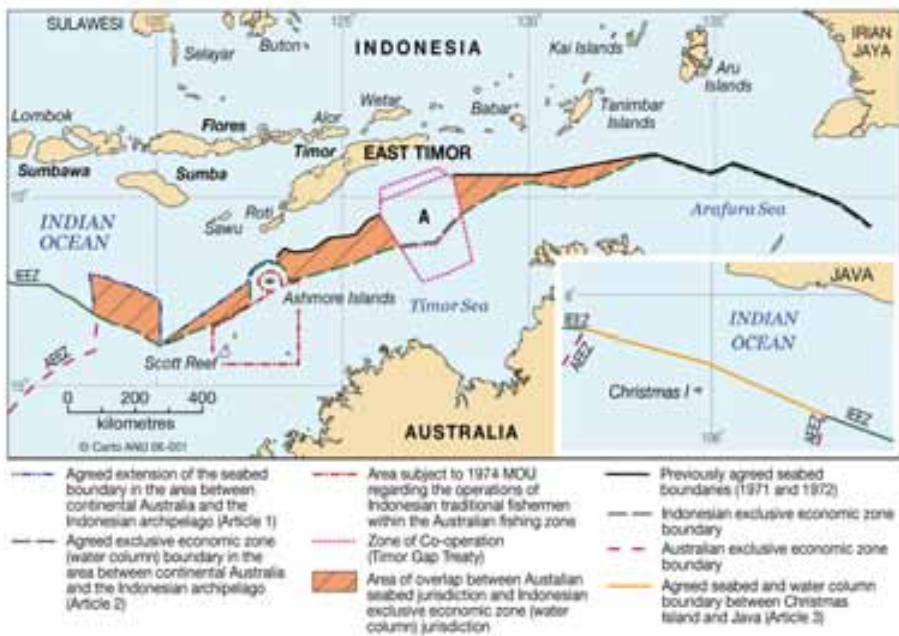 SULAWESI
Buton
Selayar
INDONESIA
Kai Islands
IRIAN
JAYA
Aru
Islands
Lombok
Flores
Alor
Wetar
Babar
Tanimbar
Islands
Sumbawa
Timor
EAST TIMOR
Sumba
Roti
Sawu
A
Arafura Sea
INDIAN
OCEAN
IEEZ
Ashmore Islands
Timor Sea
Scott Reef
AEEZ
0 200 400
kilometres
© Carto ANU 06-001
AUSTRALIA
JAVA
INDIAN
OCEAN
IEEZ
AEEZ
Christmas I
IEEZ
AEEZ
Agreed extension of the seabed
boundary in the area between
continental Australia and
the Indonesian archipelago (Article 1)
Agreed exclusive economic zone
(water column) boundary in the
area between continental Australia
and the Indonesian archipelago
(Article 2)
Area subject to 1974 MOU
regarding the operations of
Indonesian traditional fishermen
within the Australian fishing zone
Zone of Co-operation
(Timor Gap Treaty)
Area of overlap between Austalian
seabed jurisdiction and Indonesian
exclusive economic zone (water
column) jurisdiction
Previously agreed seabed
boundaries (1971 and 1972)
Indonesian exclusive economic zone
boundary
Australian exclusive economic zone
boundary
Agreed seabed and water column
boundary between Christmas
Island and Java (Article 3)